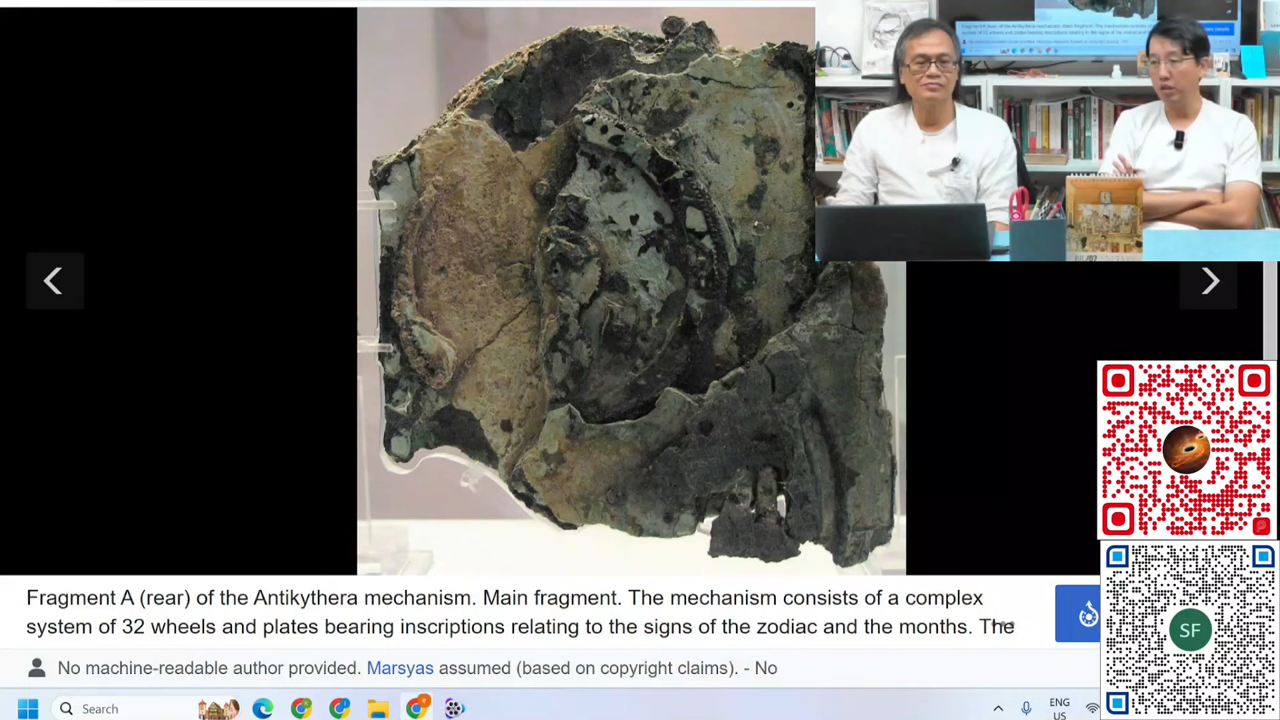 Fragment A (rear) of the Antikythera mechanism. Main fragment. The mechanism consists of a complex
system of 32 wheels and plates bearing inscriptions relating to the signs of the zodiac and the months. The
No machine-readable author provided. Marsyas assumed (based on copyright claims). - No
SF
Search
ENG
US